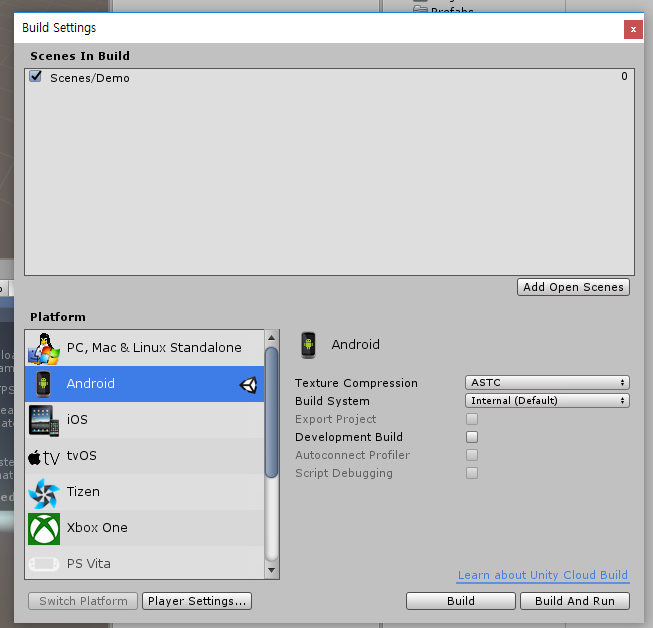 Prefabs
Build Settings
x
Scenes In Build
Scenes/Demo 0
Add Open Scenes
Platform
PC, Mac & Linux Standalone
Android
iOS
tvOS
Tizen
Xbox One
PS Vita
Android
Texture Compression ASTC
Build System Internal (Default)
Export Project
Development Build
Autoconnect Profiler
Script Debugging
Learn about Unity Cloud Build
Switch Platform Player Settings... Build Build And Run